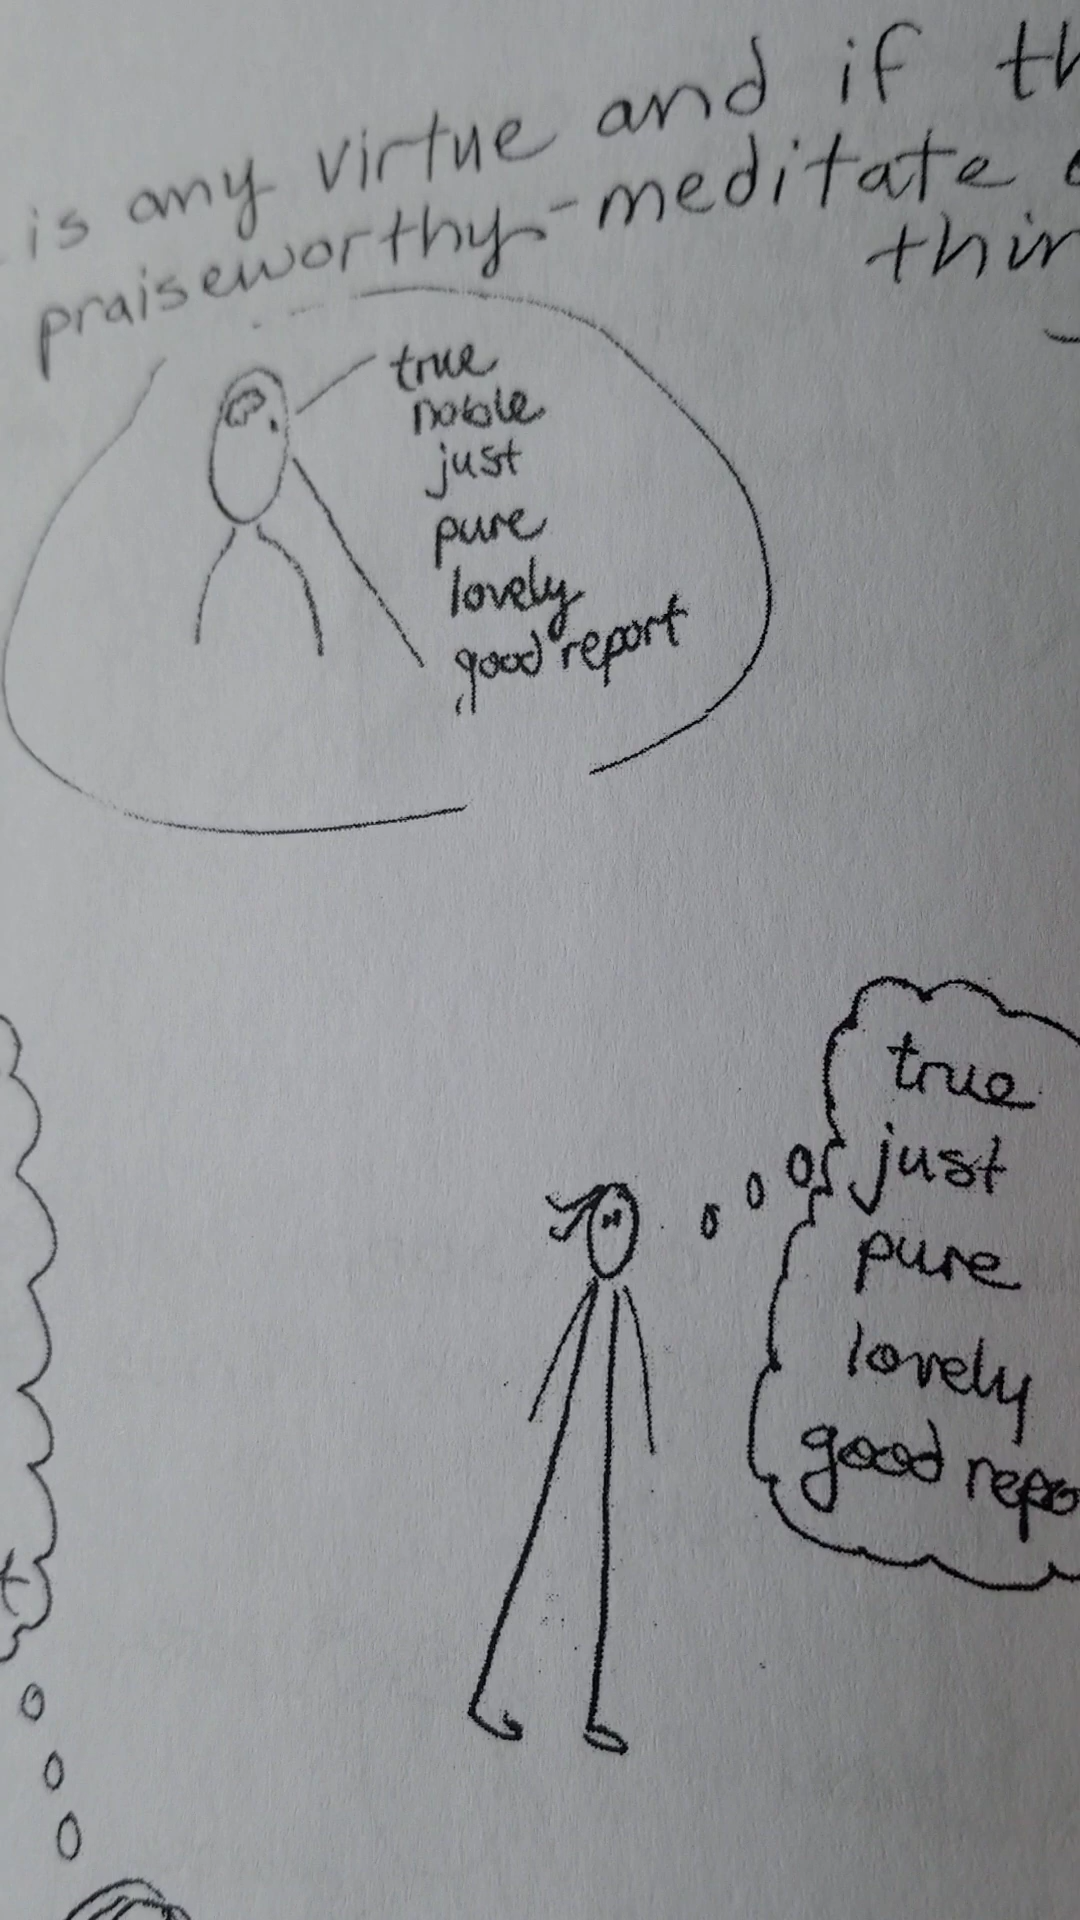 is any virtue and if
praiseworthy-meditate
true
noble
just
pure
lovely
good report
true
just
pure
lovely
good repo